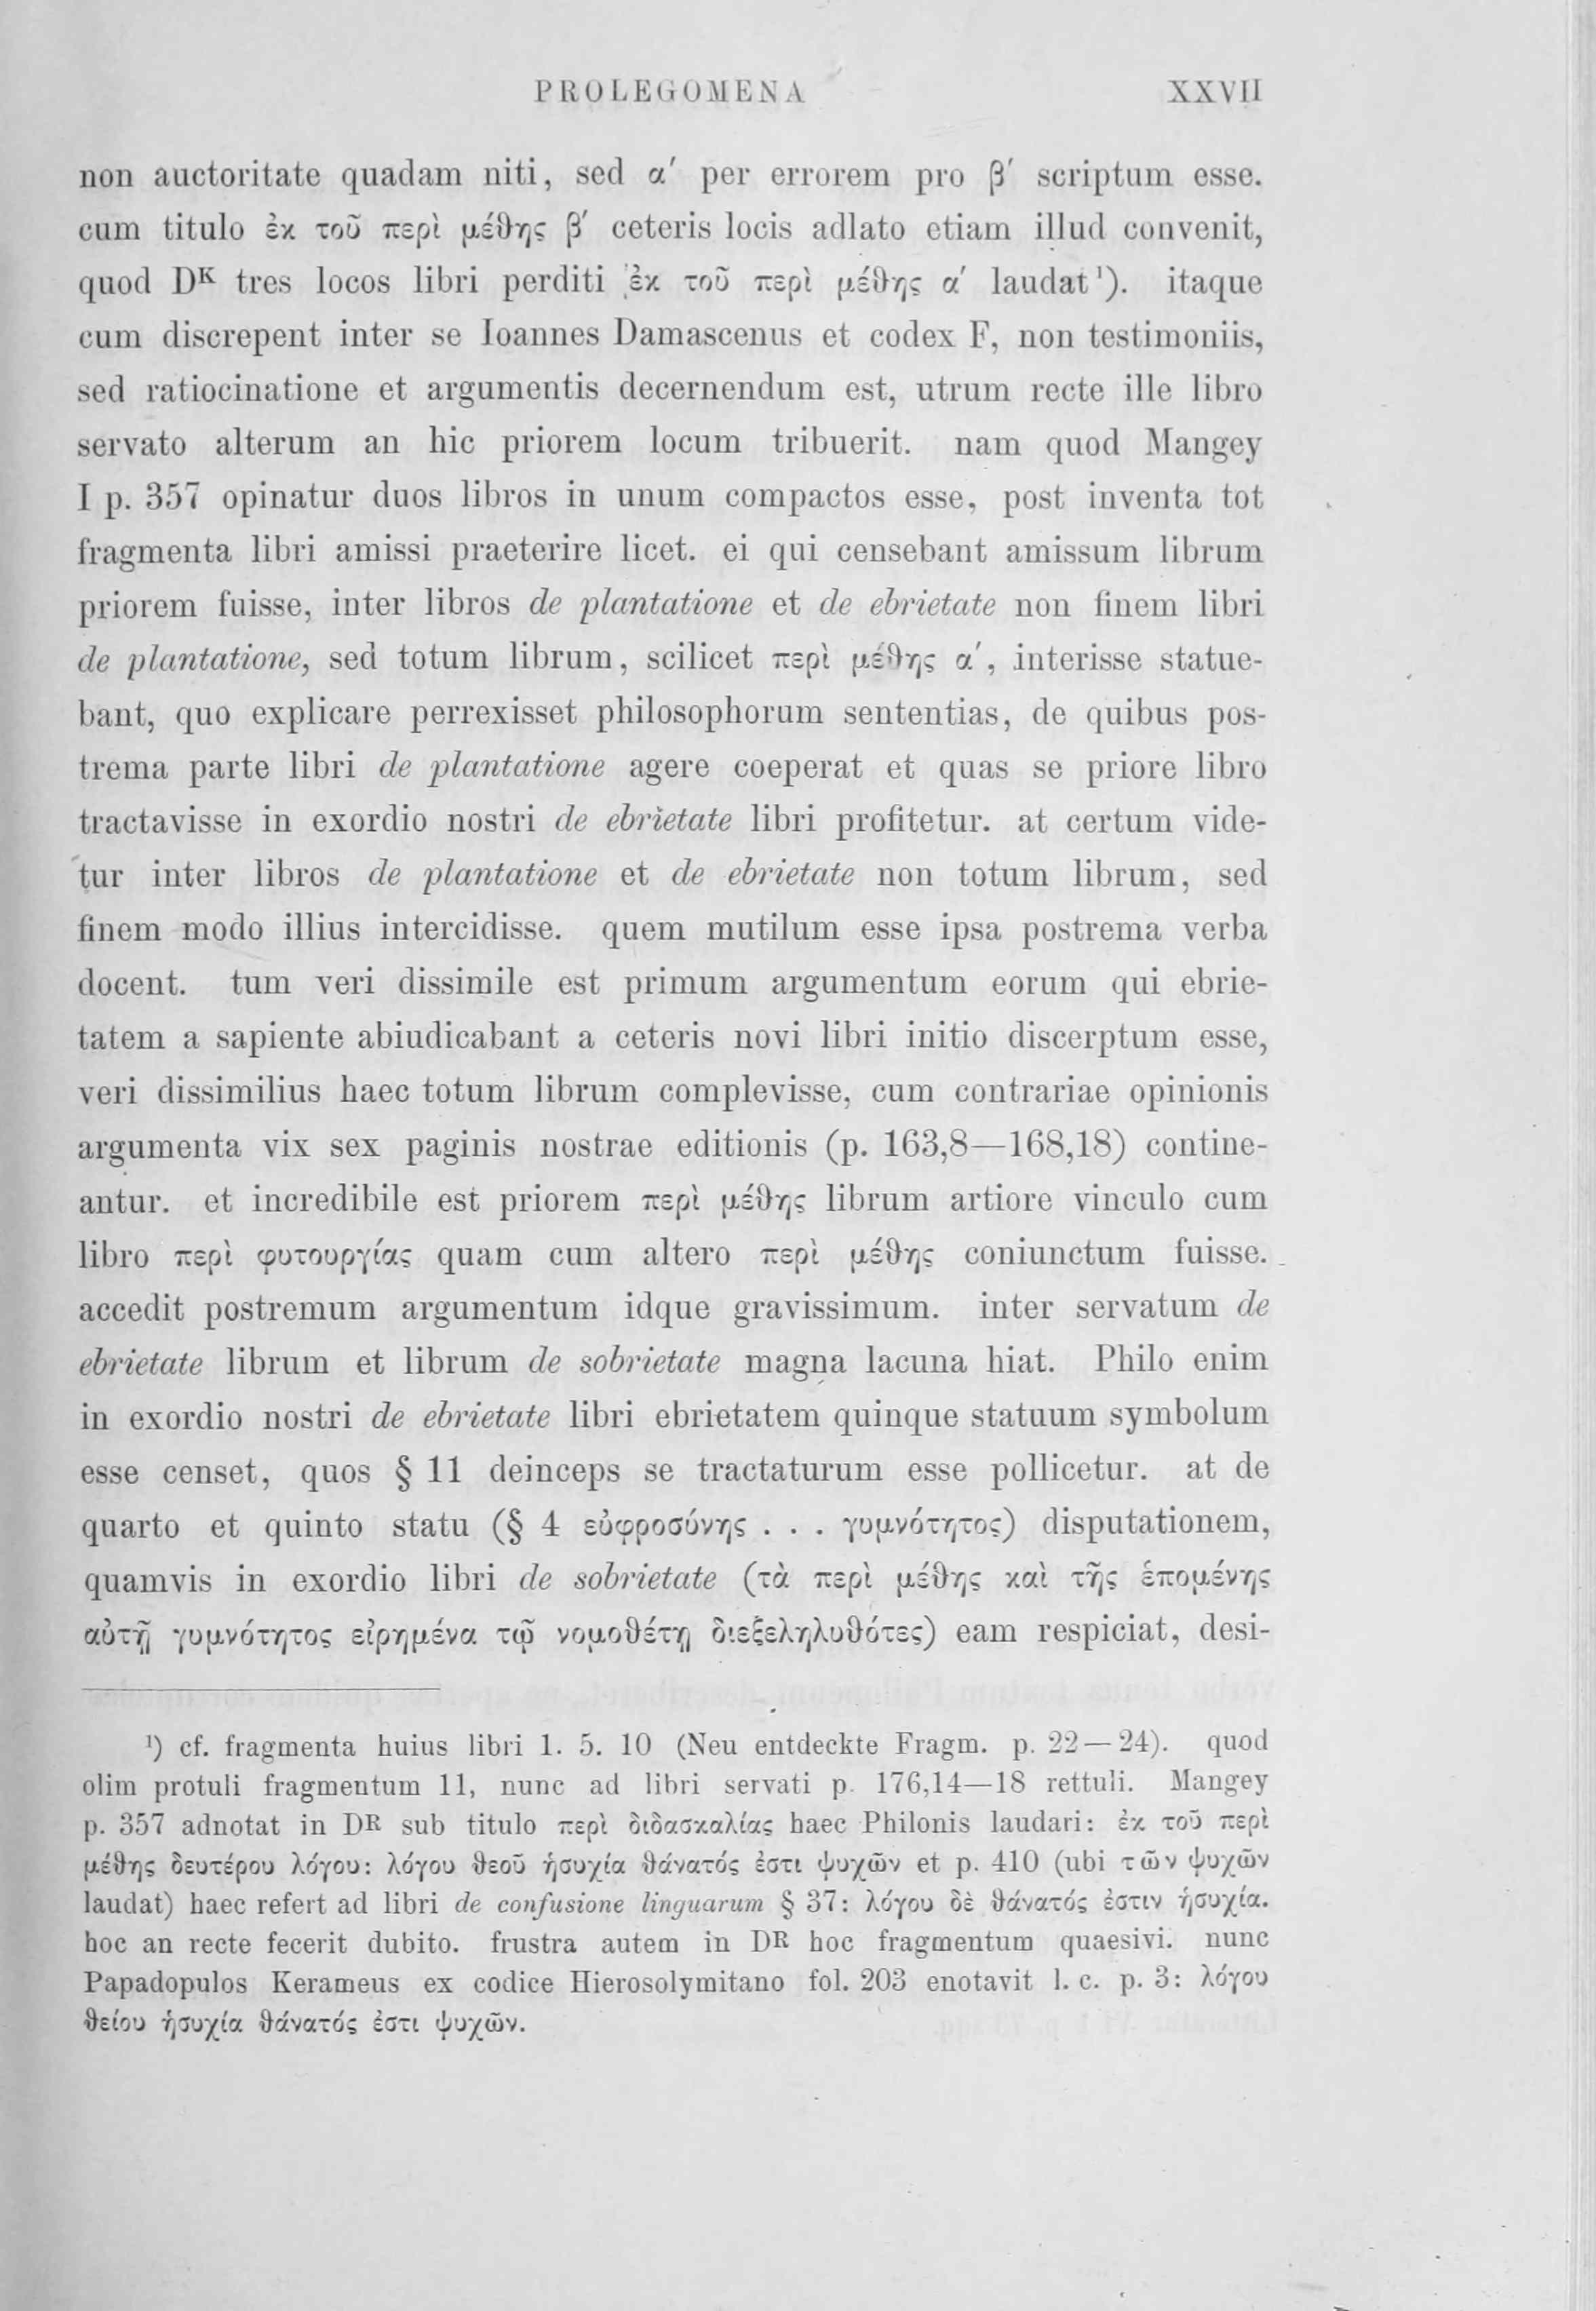 PROLEGOMENA XXVII
non auctoritate quadam niti, sed α′ per errorem pro β′ scriptum esse.
cum titulo ἐκ τοῦ περὶ μέθης β′ ceteris locis adlato etiam illud convenit,
quod Dᴷ tres locos libri perditi ἐκ τοῦ περὶ μέθης α′ laudat¹). itaque
cum discrepent inter se Ioannes Damascenus et codex F, non testimoniis,
sed ratiocinatione et argumentis decernendum est, utrum recte ille libro
servato alterum an hic priorem locum tribuerit. nam quod Mangey
I p. 357 opinatur duos libros in unum compactos esse, post inventa tot
fragmenta libri amissi praeterire licet. ei qui censebant amissum librum
priorem fuisse, inter libros de plantatione et de ebrietate non finem libri
de plantatione, sed totum librum, scilicet περὶ μέθης α′, interisse statue-
bant, quo explicare perrexisset philosophorum sententias, de quibus pos-
trema parte libri de plantatione agere coeperat et quas se priore libro
tractavisse in exordio nostri de ebrietate libri profitetur. at certum vide-
tur inter libros de plantatione et de ebrietate non totum librum, sed
finem modo illius intercidisse. quem mutilum esse ipsa postrema verba
docent. tum veri dissimile est primum argumentum eorum qui ebrie-
tatem a sapiente abiudicabant a ceteris novi libri initio discerptum esse,
veri dissimilius haec totum librum complevisse, cum contrariae opinionis
argumenta vix sex paginis nostrae editionis (p. 163,8—168,18) contine-
antur. et incredibile est priorem περὶ μέθης librum artiore vinculo cum
libro περὶ φυτουργίας quam cum altero περὶ μέθης coniunctum fuisse.
accedit postremum argumentum idque gravissimum. inter servatum de
ebrietate librum et librum de sobrietate magna lacuna hiat. Philo enim
in exordio nostri de ebrietate libri ebrietatem quinque statuum symbolum
esse censet, quos § 11 deinceps se tractaturum esse pollicetur. at de
quarto et quinto statu (§ 4 εὐφροσύνης . . . γυμνότητος) disputationem,
quamvis in exordio libri de sobrietate (τὰ περὶ μέθης καὶ τῆς ἑπομένης
αὐτῇ γυμνότητος εἰρημένα τῷ νομοθέτῃ διεξεληλυθότες) eam respiciat, desi-
¹) cf. fragmenta huius libri 1. 5. 10 (Neu entdeckte Fragm. p. 22—24). quod
olim protuli fragmentum 11, nunc ad libri servati p. 176,14—18 rettuli. Mangey
p. 357 adnotat in Dᴿ sub titulo περὶ διδασκαλίας haec Philonis laudari: ἐκ τοῦ περὶ
μέθης δευτέρου λόγου: λόγου θεοῦ ἡσυχία θάνατός ἐστι ψυχῶν et p. 410 (ubi τῶν ψυχῶν
laudat) haec refert ad libri de confusione linguarum § 37: λόγου δὲ θάνατός ἐστιν ἡσυχία.
hoc an recte fecerit dubito. frustra autem in Dᴿ hoc fragmentum quaesivi. nunc
Papadopulos Kerameus ex codice Hierosolymitano fol. 203 enotavit l. c. p. 3: λόγου
θείου ἡσυχία θάνατός ἐστι ψυχῶν.